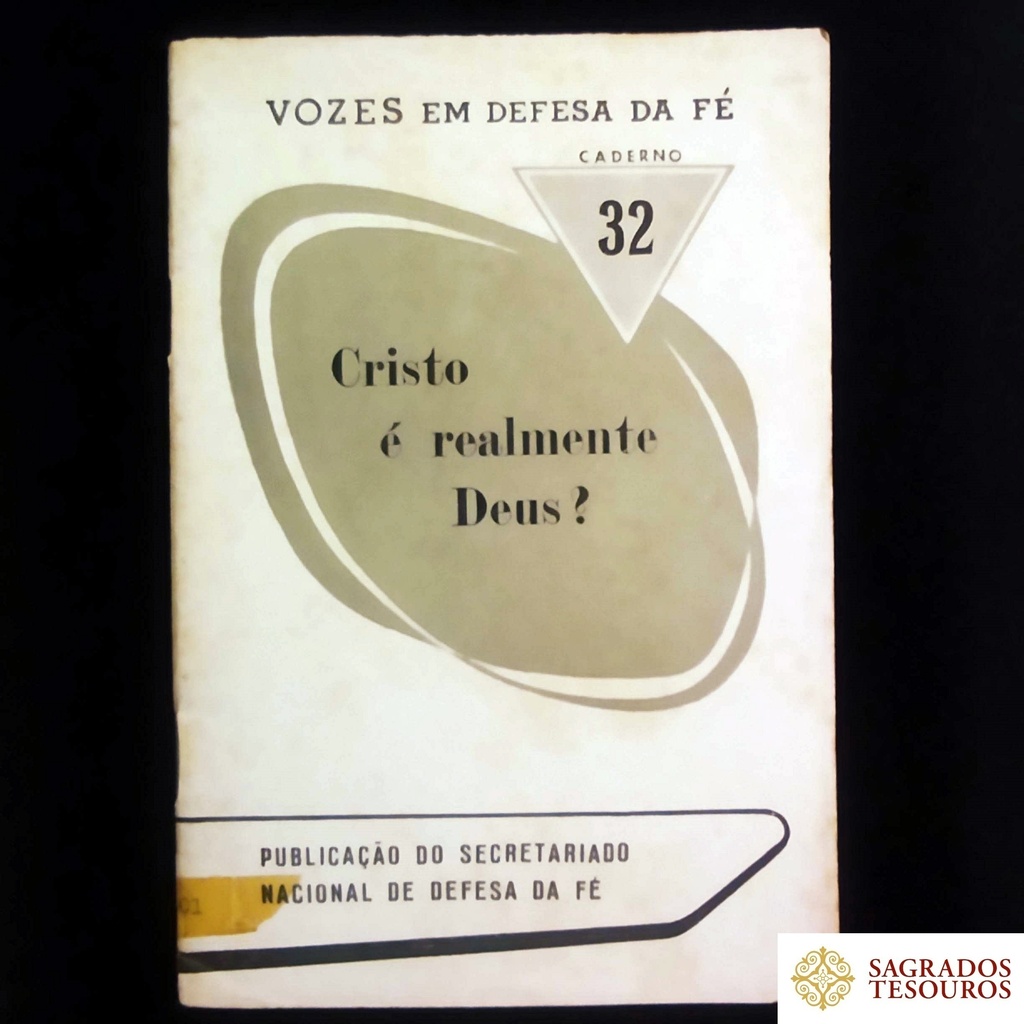 VOZES EM DEFESA DA FÉ
CADERNO
32
Cristo
é realmente
Deus?
PUBLICAÇÃO DO SECRETARIADO
NACIONAL DE DEFESA DA FÉ
SAGRADOS
TESOUROS